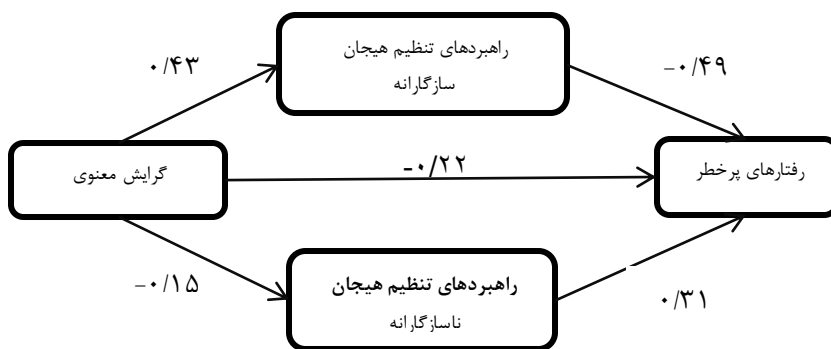 راهبردهای تنظیم هیجان
سازگارانه
۰/۴۳
-۰/۴۹
گرایش معنوی
-۰/۲۲
رفتارهای پرخطر
-۰/۱۵
راهبردهای تنظیم هیجان
ناسازگارانه
۰/۳۱